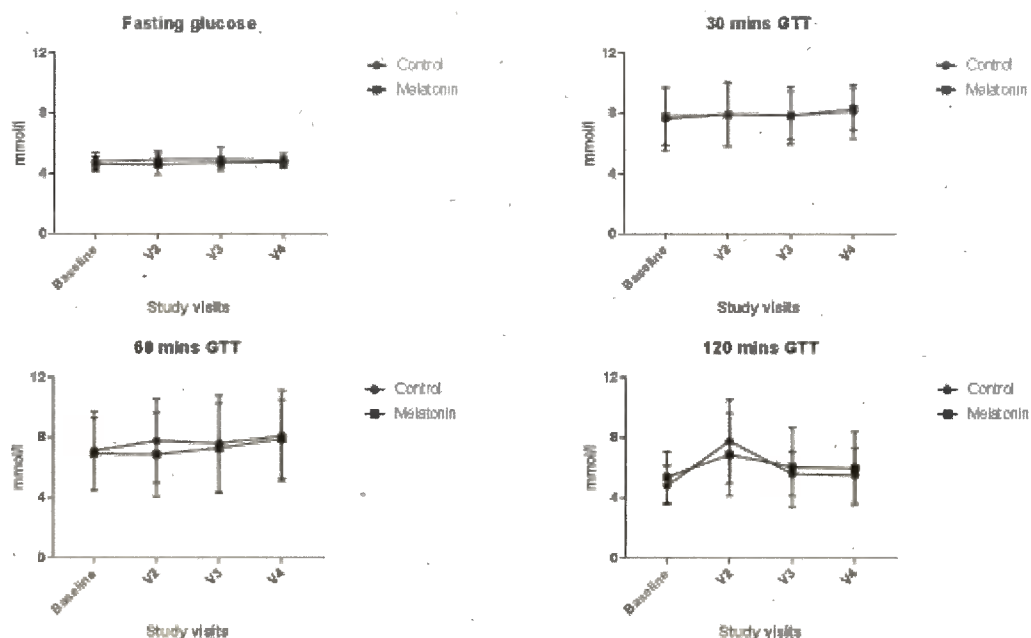 Fasting glucose
12
8
4
0
mmol/l
Control
Melatonin
Baseline
V2
V3
V4
Study visits
30 mins GTT
12
8
4
0
mmol/l
Control
Melatonin
Baseline
V2
V3
V4
Study visits
60 mins GTT
12
8
4
0
mmol/l
Control
Melatonin
Baseline
V2
V3
V4
Study visits
120 mins GTT
12
8
4
0
mmol/l
Control
Melatonin
Baseline
V2
V3
V4
Study visits